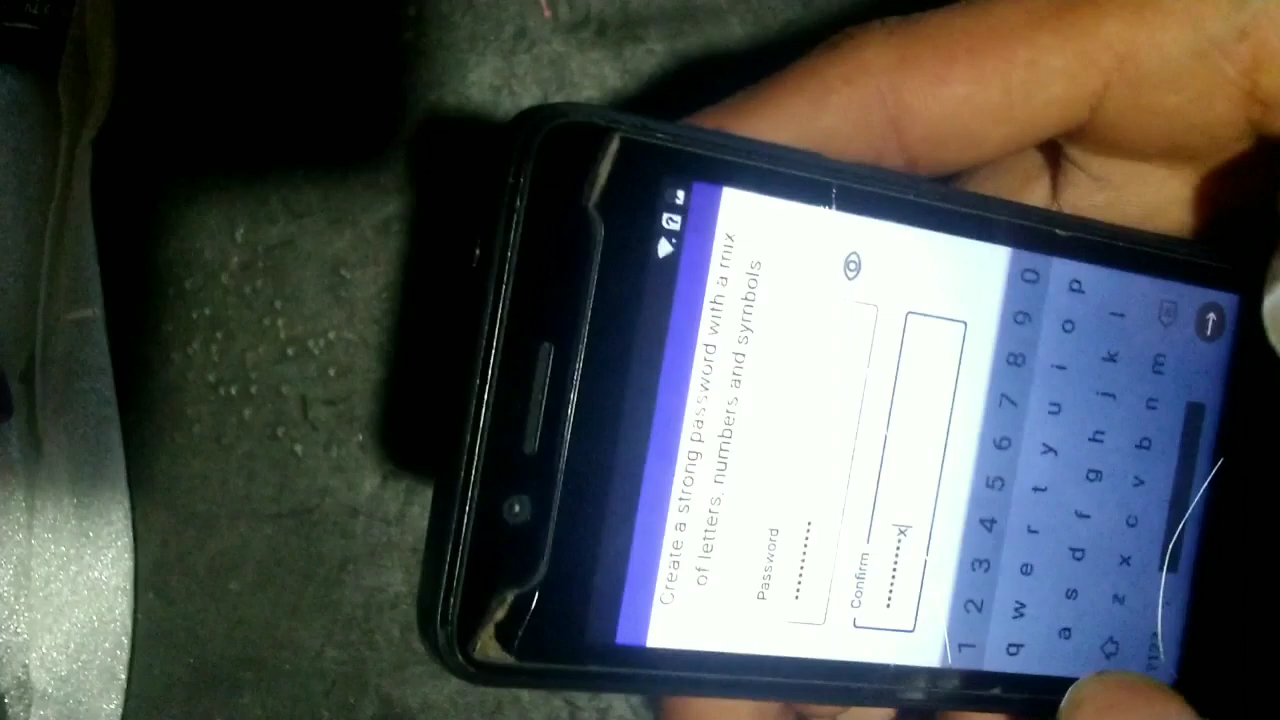 Create a strong password with a mix
of letters, numbers and symbols
Password
••••••••••
Confirm
•••••••••x
1 2 3 4 5 6 7 8 9 0
q w e r t y u i o p
a s d f g h j k l
z x c v b n m
?123